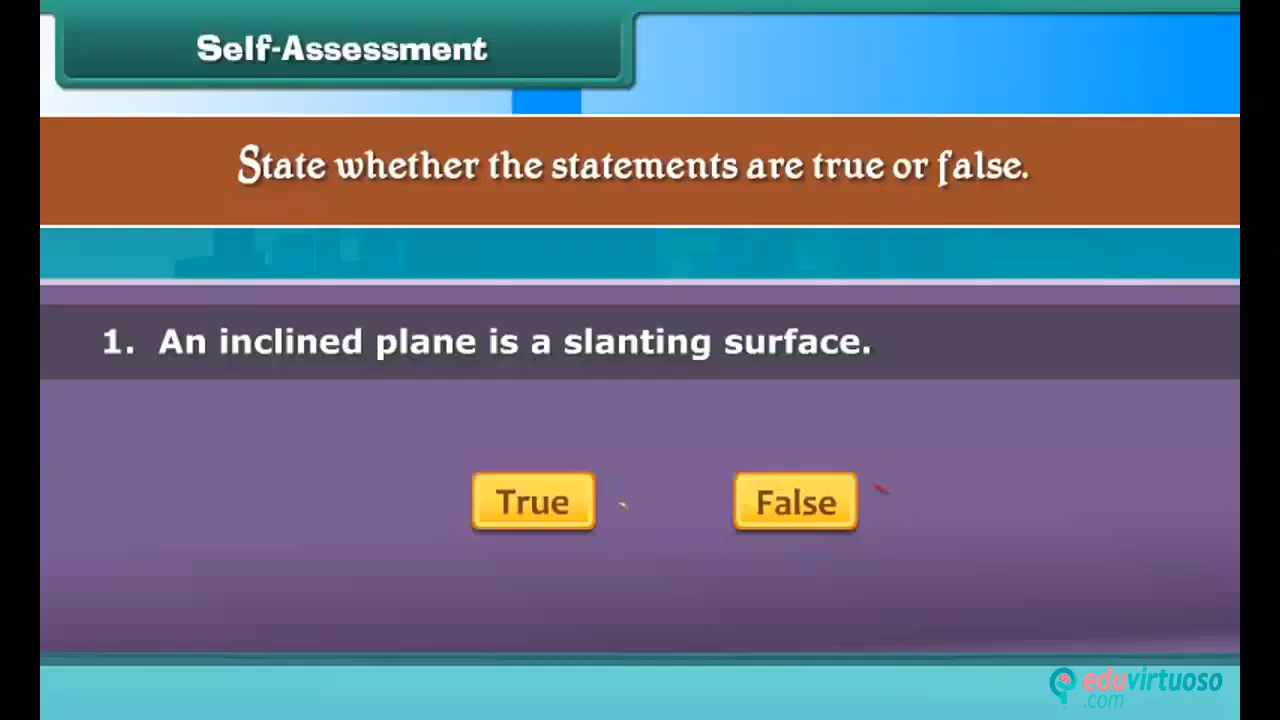 Self-Assessment
State whether the statements are true or false.
1. An inclined plane is a slanting surface.
True False
eduvirtuoso
.com